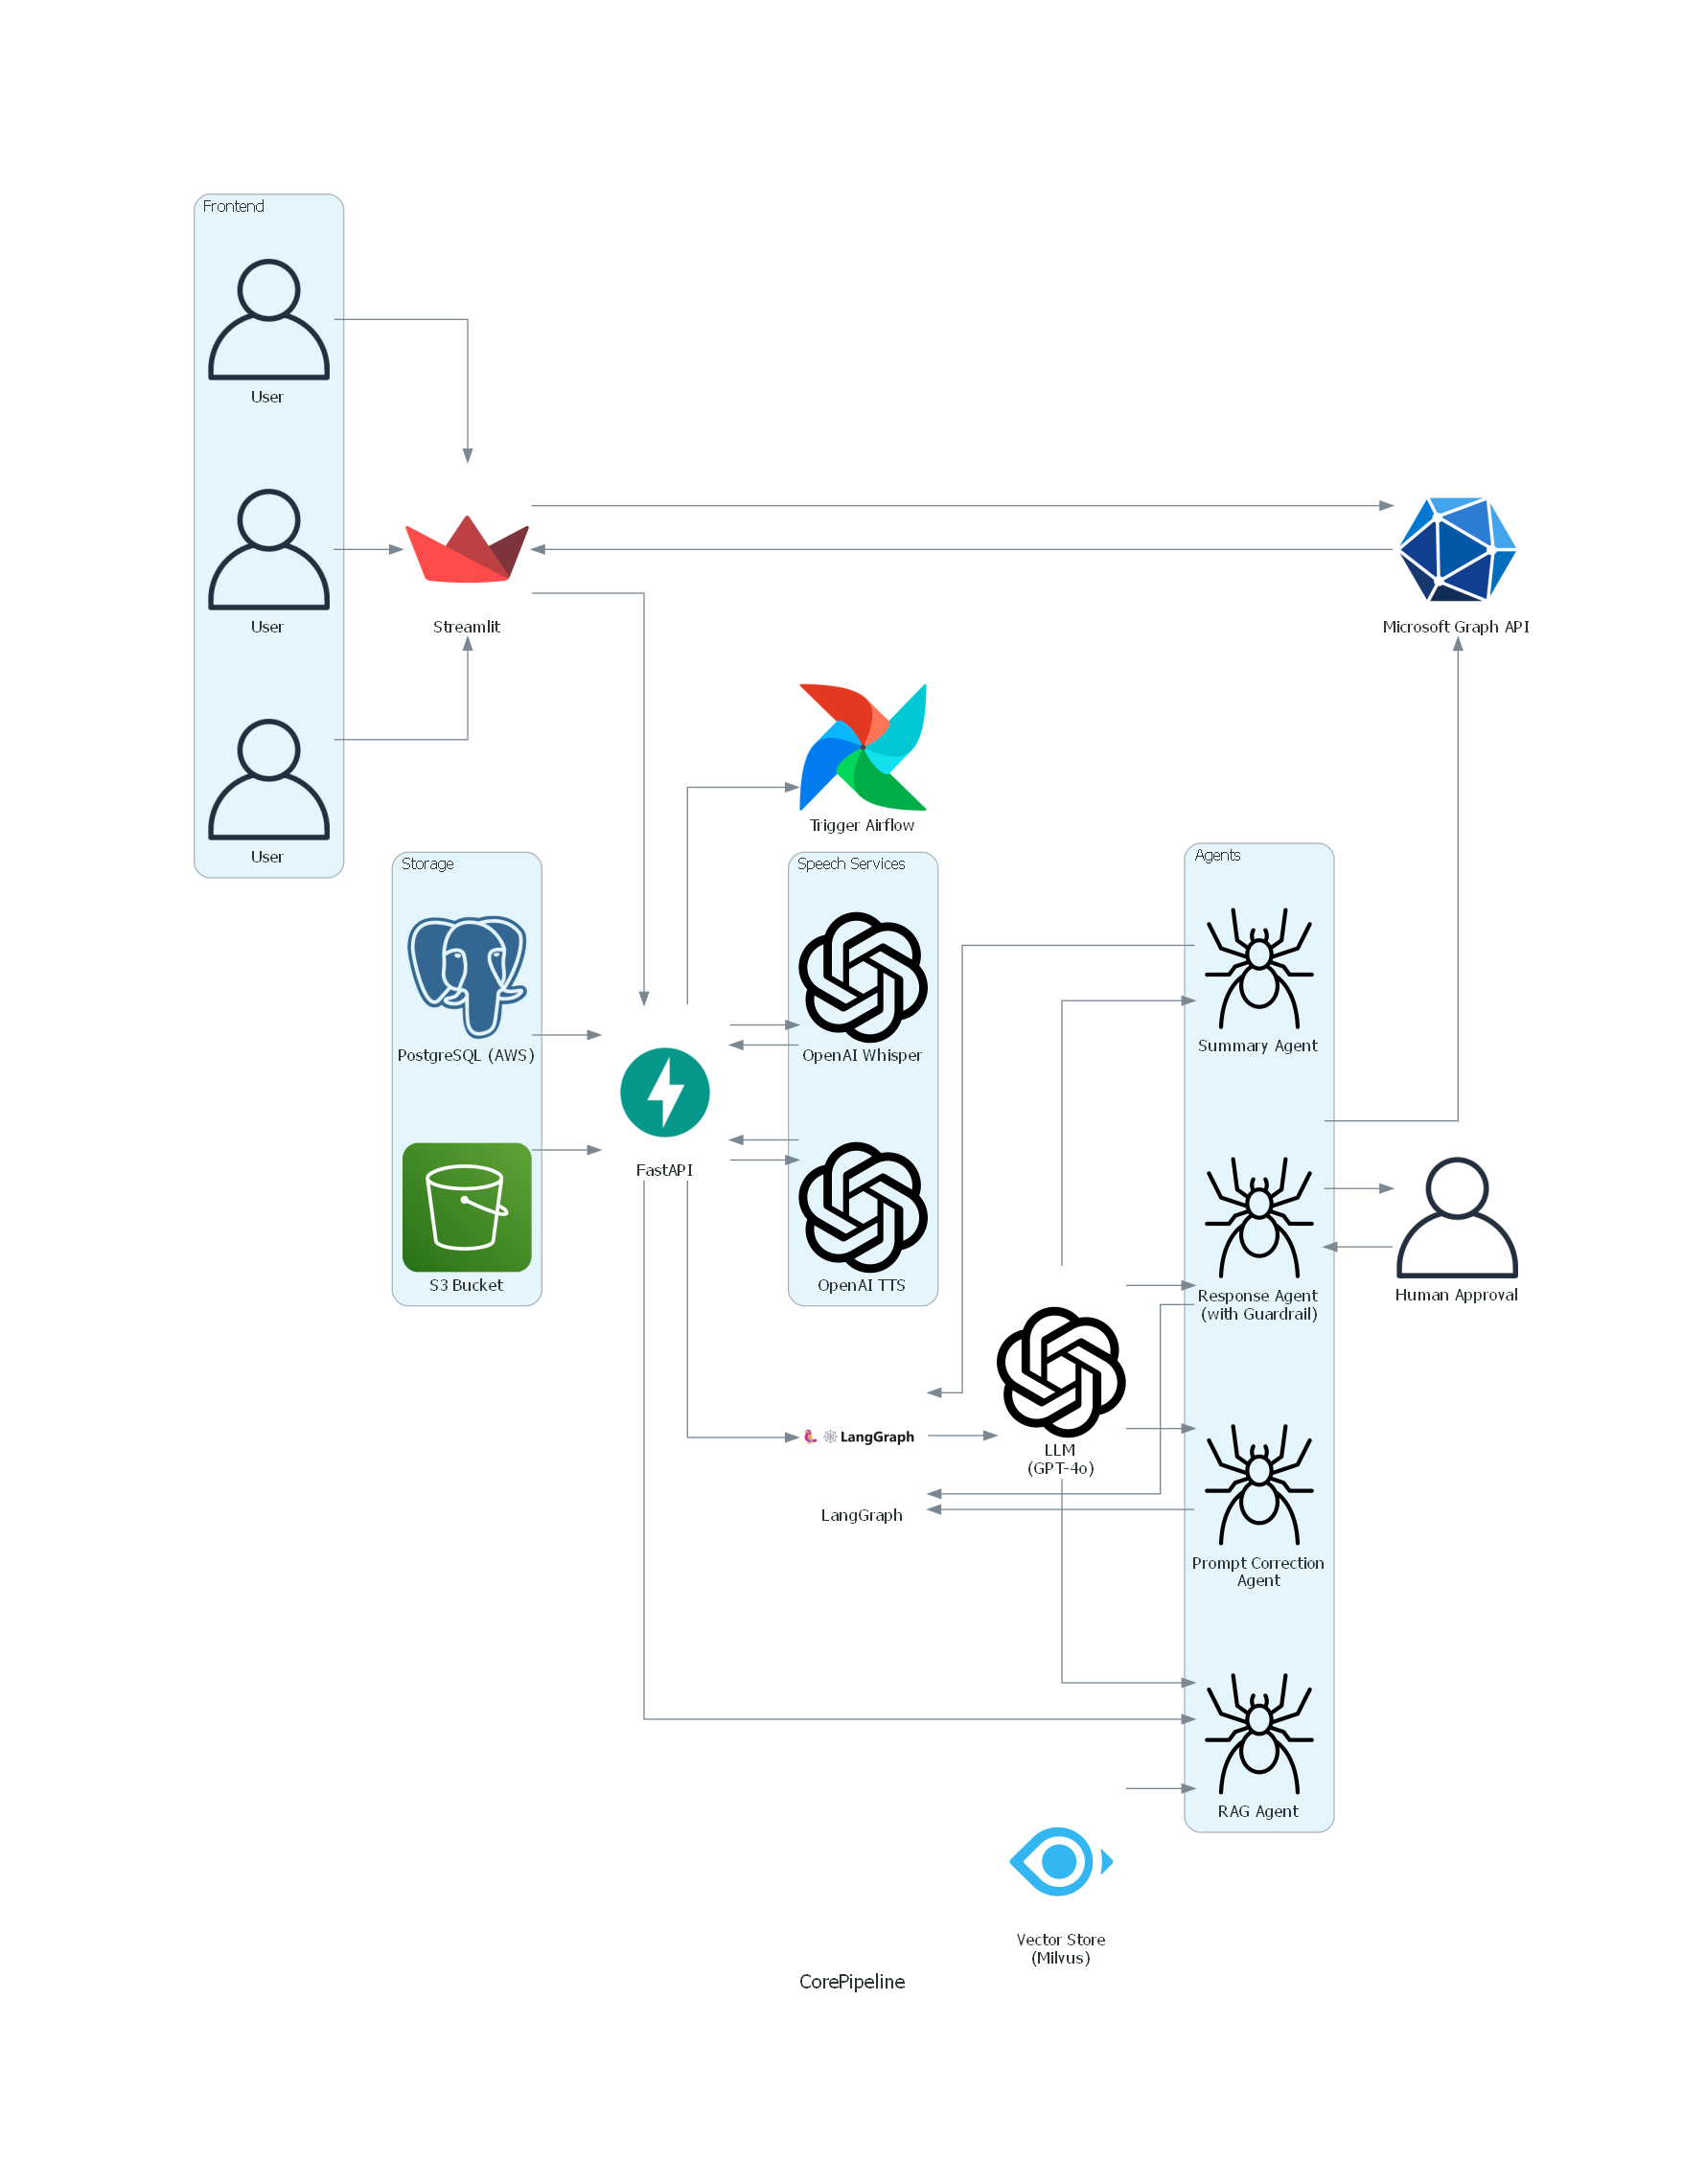 Frontend
User
User
Streamlit
Microsoft Graph API
User
Trigger Airflow
Storage
PostgreSQL (AWS)
S3 Bucket
FastAPI
Speech Services
OpenAI Whisper
OpenAI TTS
Agents
Summary Agent
Response Agent
(with Guardrail)
Human Approval
LangGraph
LangGraph
LLM
(GPT-4o)
Prompt Correction
Agent
RAG Agent
Vector Store
(Milvus)
CorePipeline